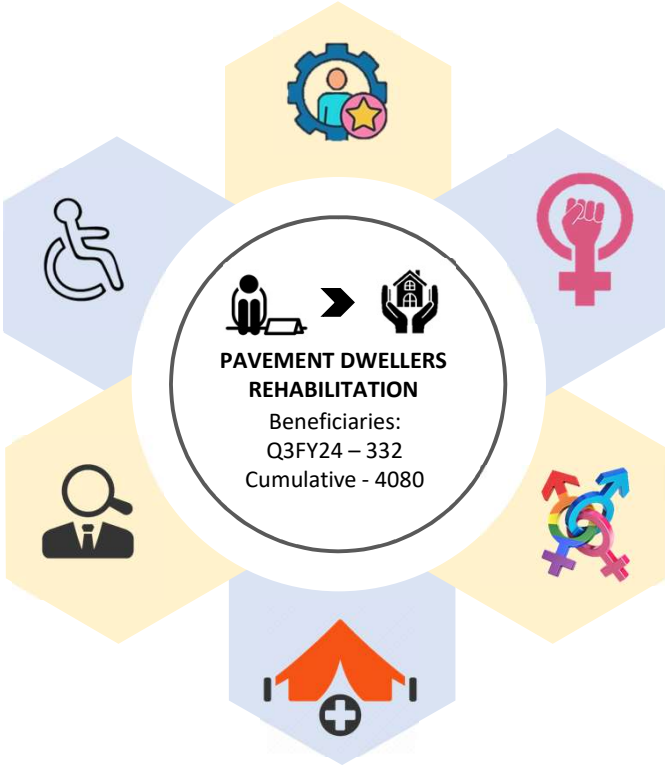 PAVEMENT DWELLERS
REHABILITATION
Beneficiaries:
Q3FY24 – 332
Cumulative - 4080